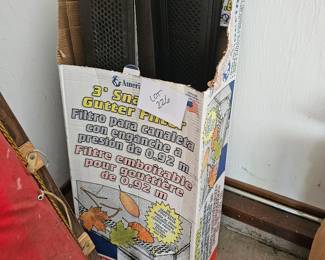 Ameri
3' Sna
Gutter Filter
LOT
226
Filtro para canaleta
con enganche a
presión de 0.92 m
Filtre emboîtable
pour gouttière
de 0.92 m